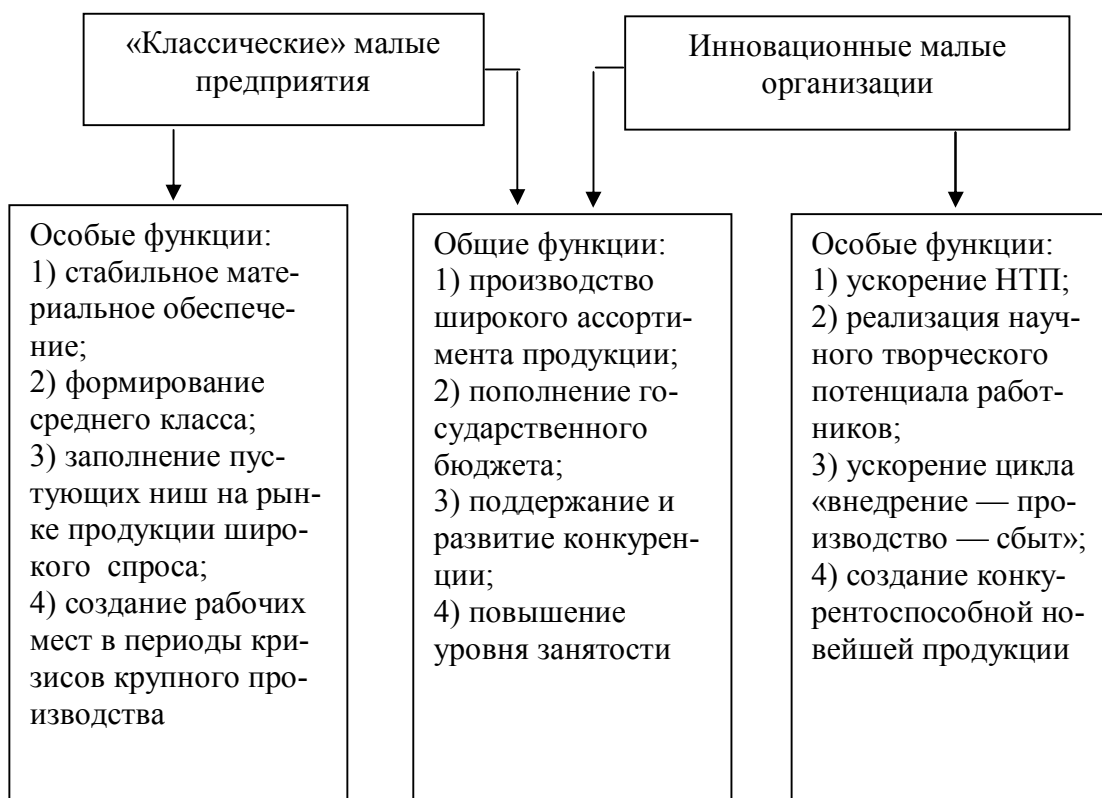 «Классические» малые
предприятия
Инновационные малые
организации
Особые функции:
1) стабильное мате-
риальное обеспече-
ние;
2) формирование
среднего класса;
3) заполнение пус-
тующих ниш на рын-
ке продукции широ-
кого спроса;
4) создание рабочих
мест в периоды кри-
зисов крупного про-
изводства
Общие функции:
1) производство
широкого ассорти-
мента продукции;
2) пополнение го-
сударственного
бюджета;
3) поддержание и
развитие конкурен-
ции;
4) повышение
уровня занятости
Особые функции:
1) ускорение НТП;
2) реализация науч-
ного творческого
потенциала работ-
ников;
3) ускорение цикла
«внедрение — про-
изводство — сбыт»;
4) создание конку-
рентоспособной но-
вейшей продукции